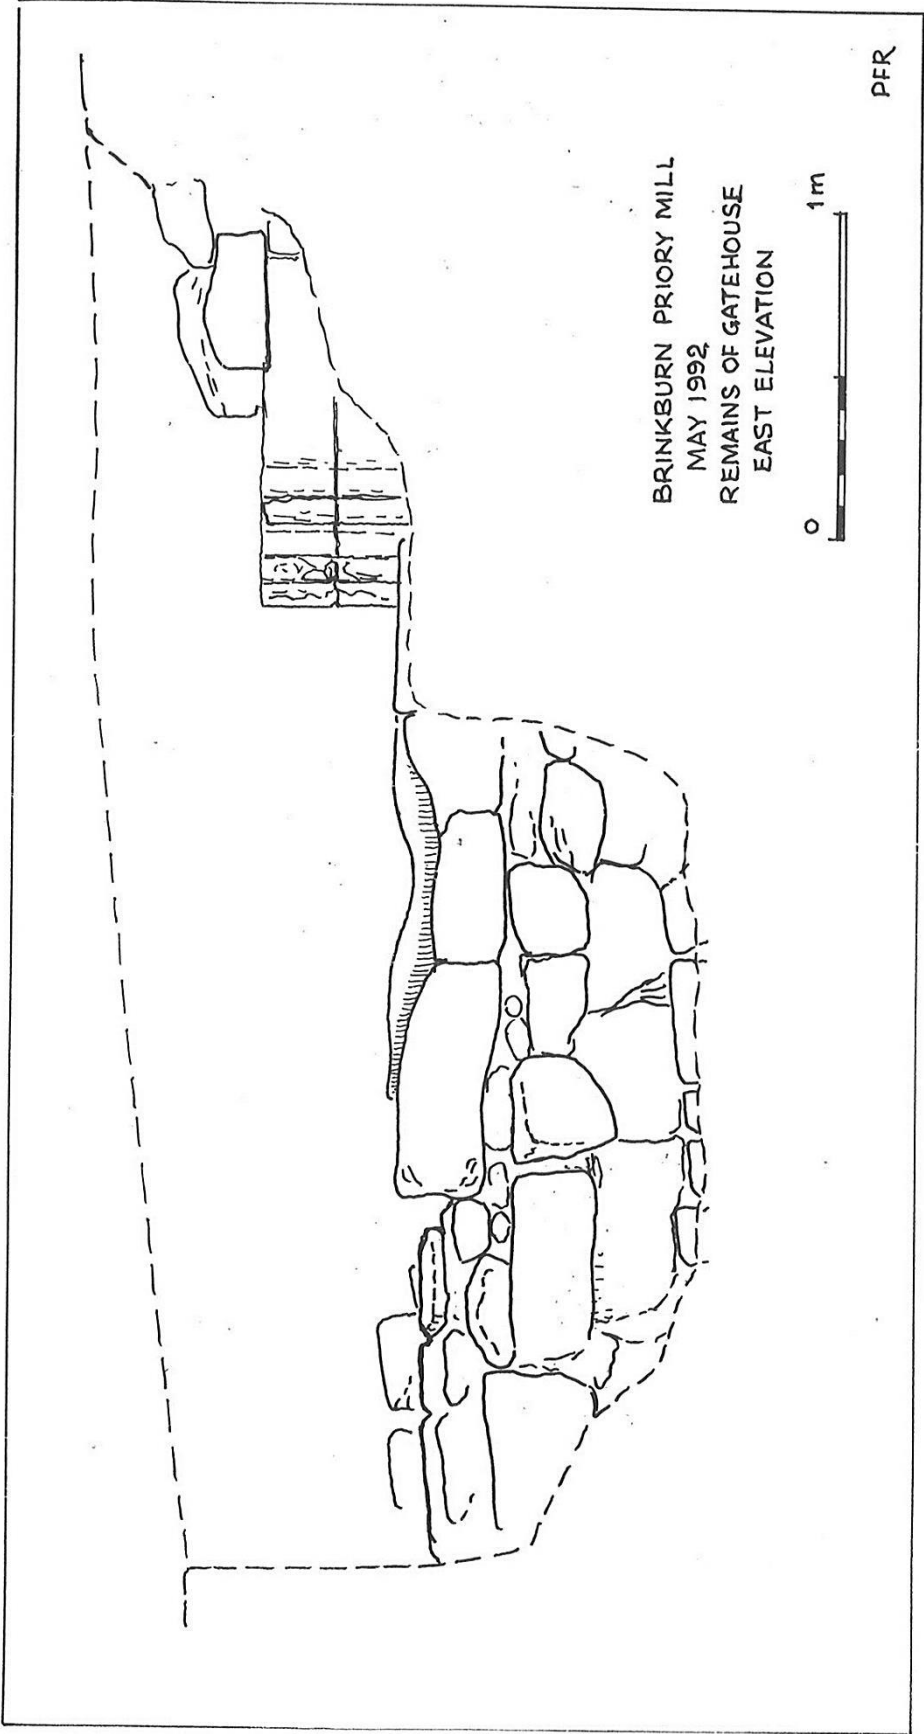 BRINKBURN PRIORY MILL
MAY 1992
REMAINS OF GATEHOUSE
EAST ELEVATION
0 1m
PFR